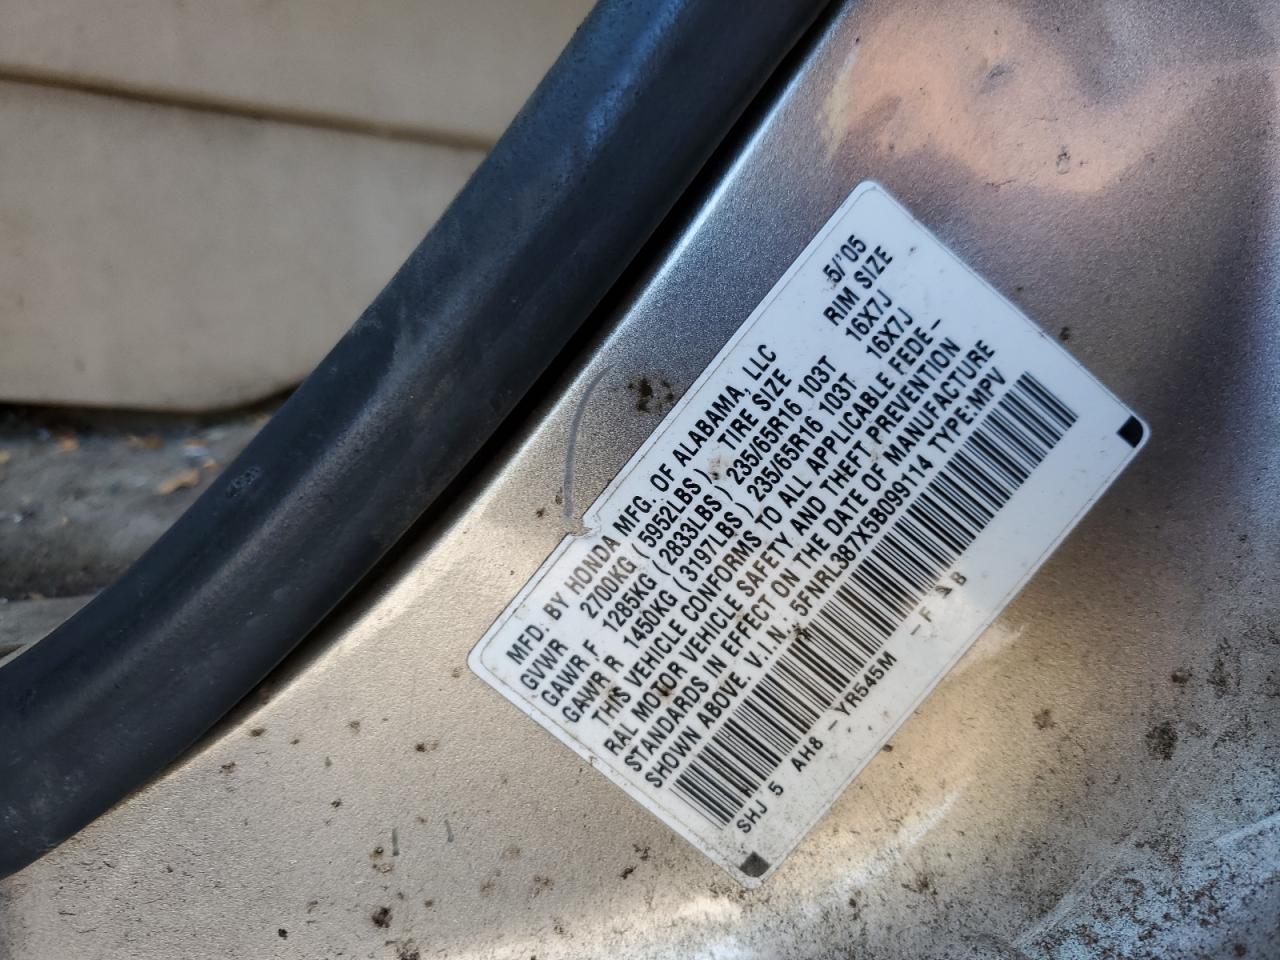 MFD. BY HONDA MFG. OF ALABAMA, LLC 5/'05
GVWR 2700KG ( 5952LBS ) TIRE SIZE RIM SIZE
GAWR F 1285KG ( 2833LBS ) 235/65R16 103T 16X7J
GAWR R 1450KG ( 3197LBS ) 235/65R16 103T 16X7J
THIS VEHICLE CONFORMS TO ALL APPLICABLE FEDE–
RAL MOTOR VEHICLE SAFETY AND THEFT PREVENTION
STANDARDS IN EFFECT ON THE DATE OF MANUFACTURE
SHOWN ABOVE. V.I.N. 5FNRL387X5B099114 TYPE:MPV
SHJ 5 AH8 – YR545M – F B